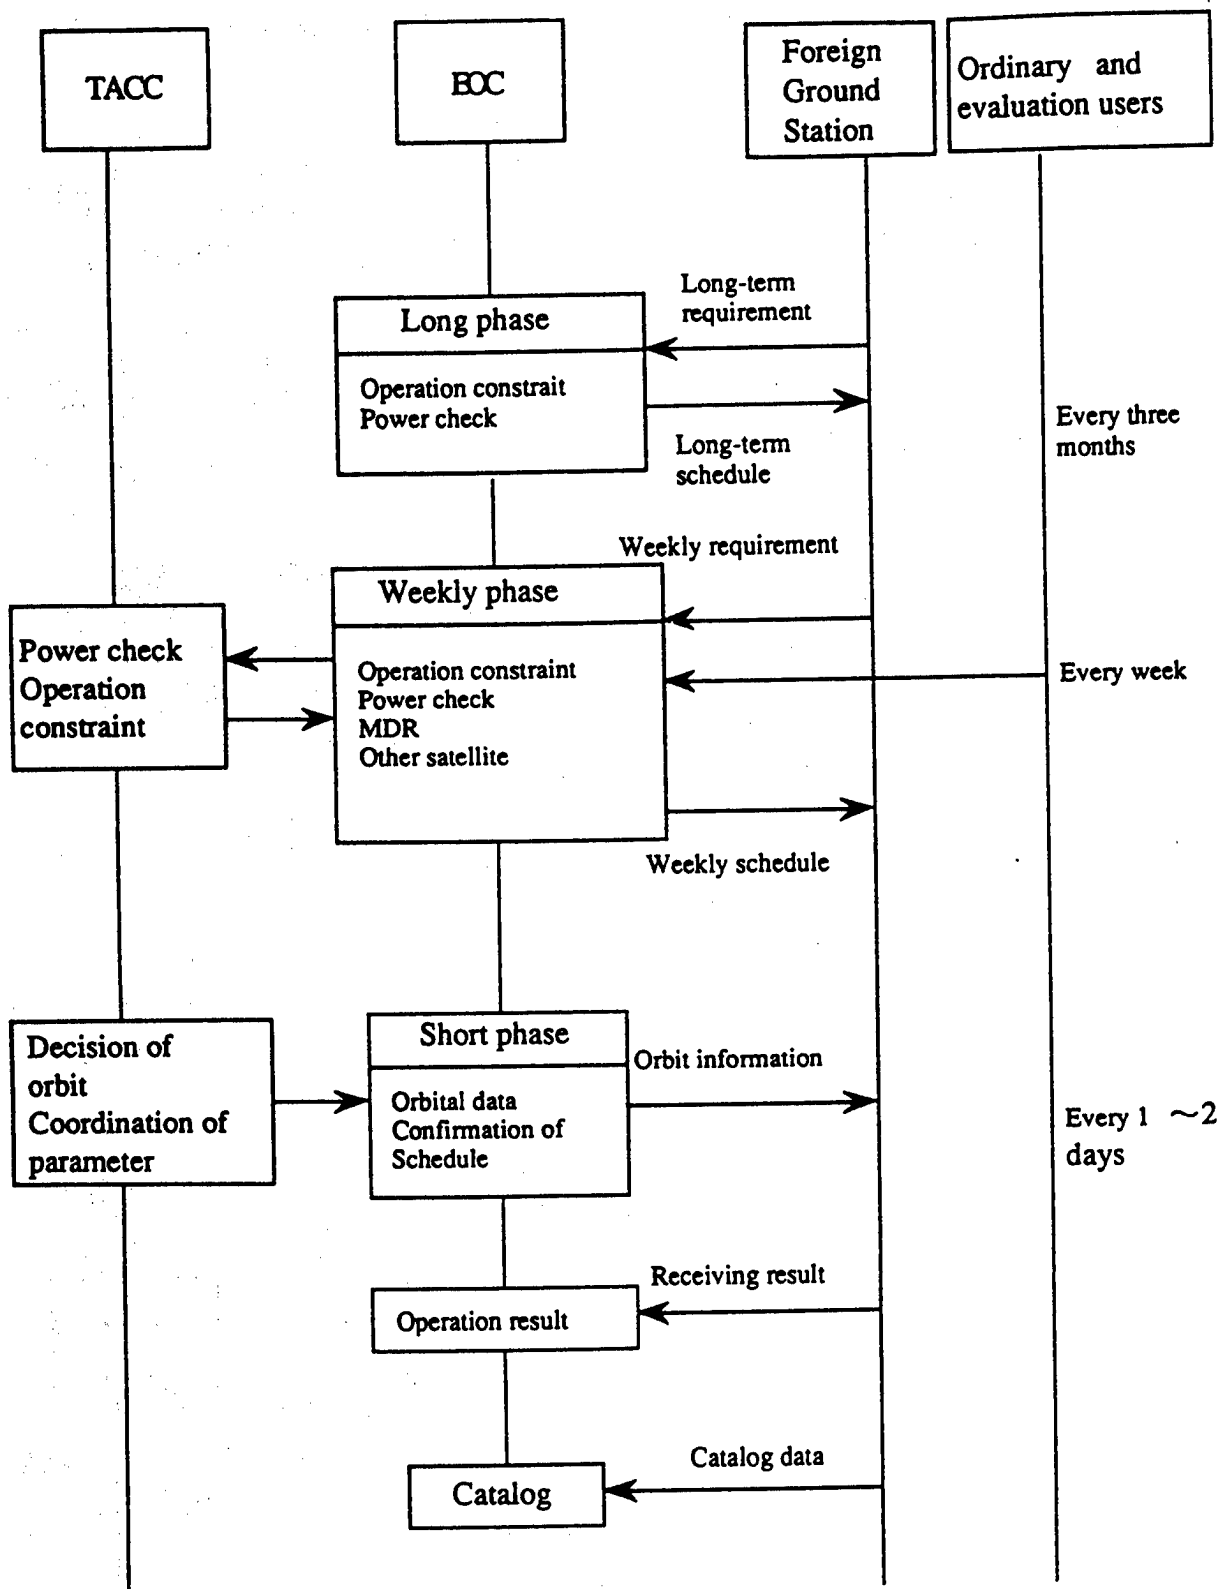 TACC
EOC
Foreign
Ground
Station
Ordinary and
evaluation users
Long-term
requirement
Long phase
Operation constrait
Power check
Long-term
schedule
Every three
months
Weekly requirement
Weekly phase
Power check
Operation
constraint
Operation constraint
Power check
MDR
Other satellite
Every week
Weekly schedule
Decision of
orbit
Coordination of
parameter
Short phase
Orbital data
Confirmation of
Schedule
Orbit information
Every 1 ~2
days
Receiving result
Operation result
Catalog data
Catalog